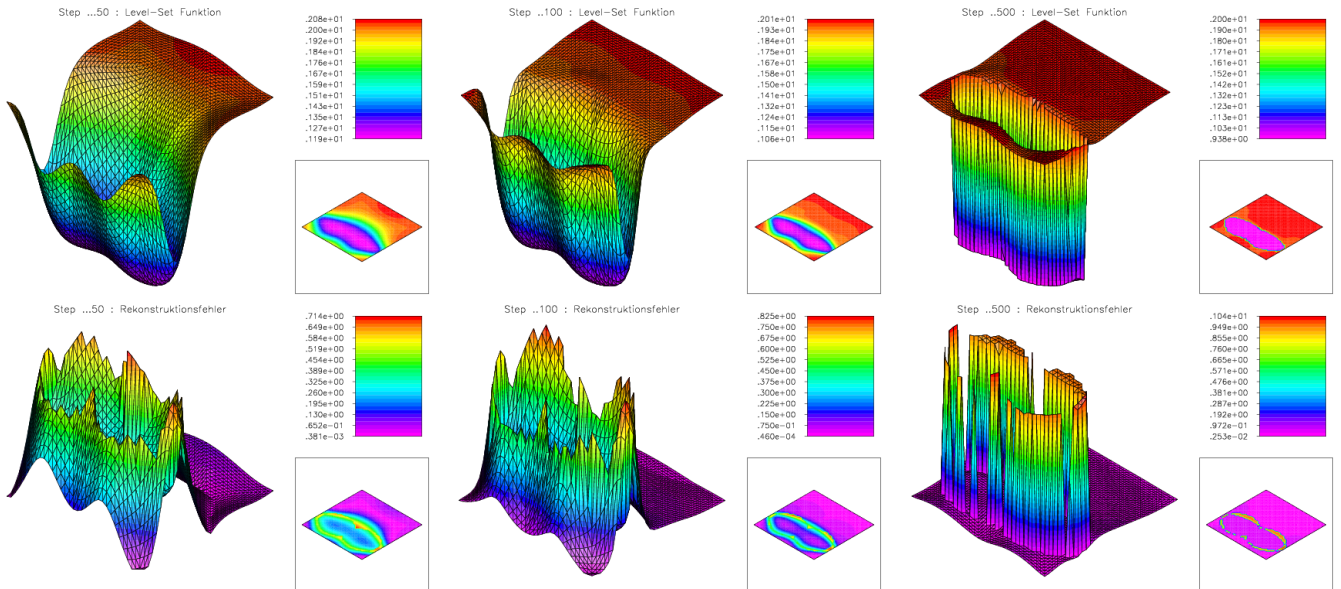 Step ...50 : Level-Set Funktion
.208e+01
.200e+01
.192e+01
.184e+01
.176e+01
.167e+01
.159e+01
.151e+01
.143e+01
.135e+01
.127e+01
.119e+01
Step ..100 : Level-Set Funktion
.201e+01
.193e+01
.184e+01
.175e+01
.167e+01
.158e+01
.149e+01
.141e+01
.132e+01
.124e+01
.115e+01
.106e+01
Step ..500 : Level-Set Funktion
.200e+01
.190e+01
.180e+01
.171e+01
.161e+01
.152e+01
.142e+01
.132e+01
.123e+01
.113e+01
.103e+01
.938e+00
Step ...50 : Rekonstruktionsfehler
.714e+00
.649e+00
.584e+00
.519e+00
.454e+00
.389e+00
.325e+00
.260e+00
.195e+00
.130e+00
.652e-01
.381e-03
Step ..100 : Rekonstruktionsfehler
.825e+00
.750e+00
.675e+00
.600e+00
.525e+00
.450e+00
.375e+00
.300e+00
.225e+00
.150e+00
.750e-01
.460e-04
Step ..500 : Rekonstruktionsfehler
.104e+01
.949e+00
.855e+00
.760e+00
.665e+00
.571e+00
.476e+00
.381e+00
.287e+00
.192e+00
.972e-01
.253e-02